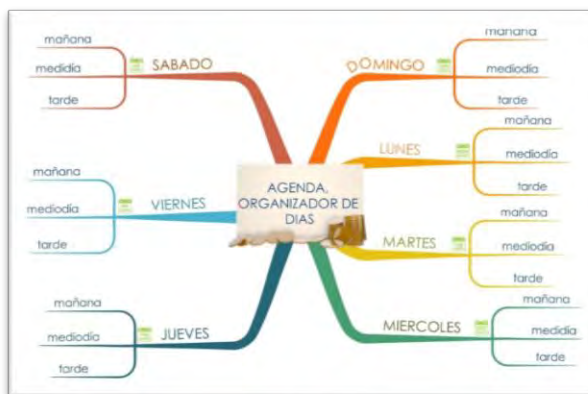 AGENDA,
ORGANIZADOR DE
DIAS
DOMINGO
mañana
mediodía
tarde
LUNES
mañana
mediodía
tarde
MARTES
mañana
mediodía
tarde
MIERCOLES
mañana
medidía
tarde
JUEVES
mañana
mediodía
tarde
VIERNES
mañana
mediodía
tarde
SABADO
mañana
medidía
tarde